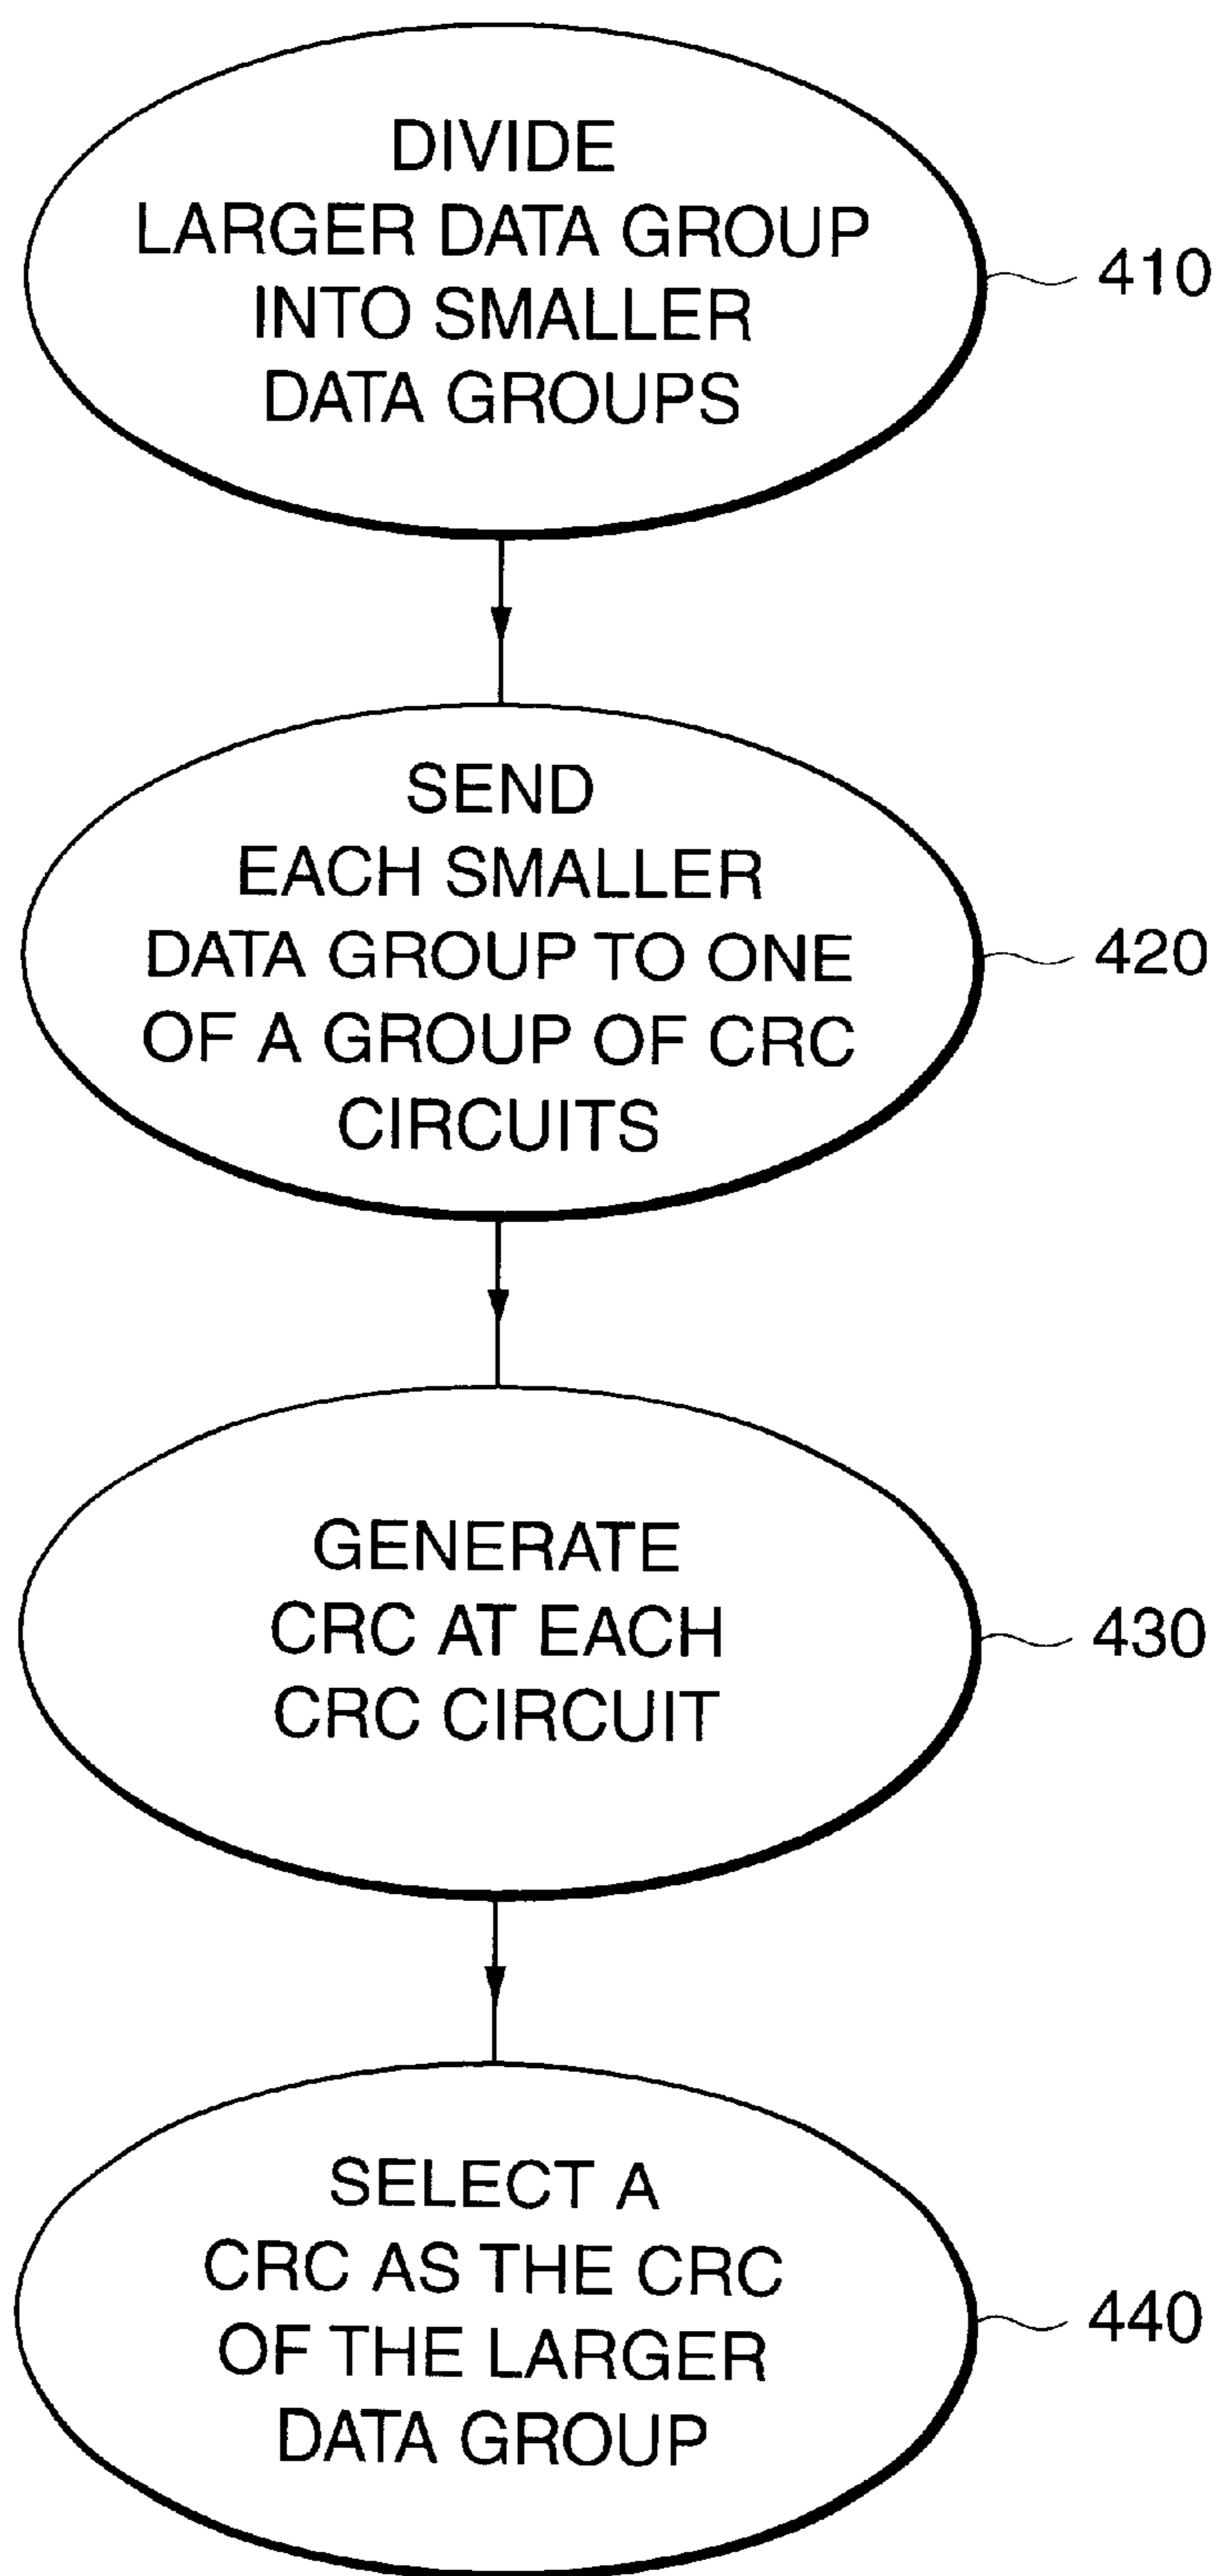 DIVIDE
LARGER DATA GROUP
INTO SMALLER
DATA GROUPS
410
SEND
EACH SMALLER
DATA GROUP TO ONE
OF A GROUP OF CRC
CIRCUITS
420
GENERATE
CRC AT EACH
CRC CIRCUIT
430
SELECT A
CRC AS THE CRC
OF THE LARGER
DATA GROUP
440